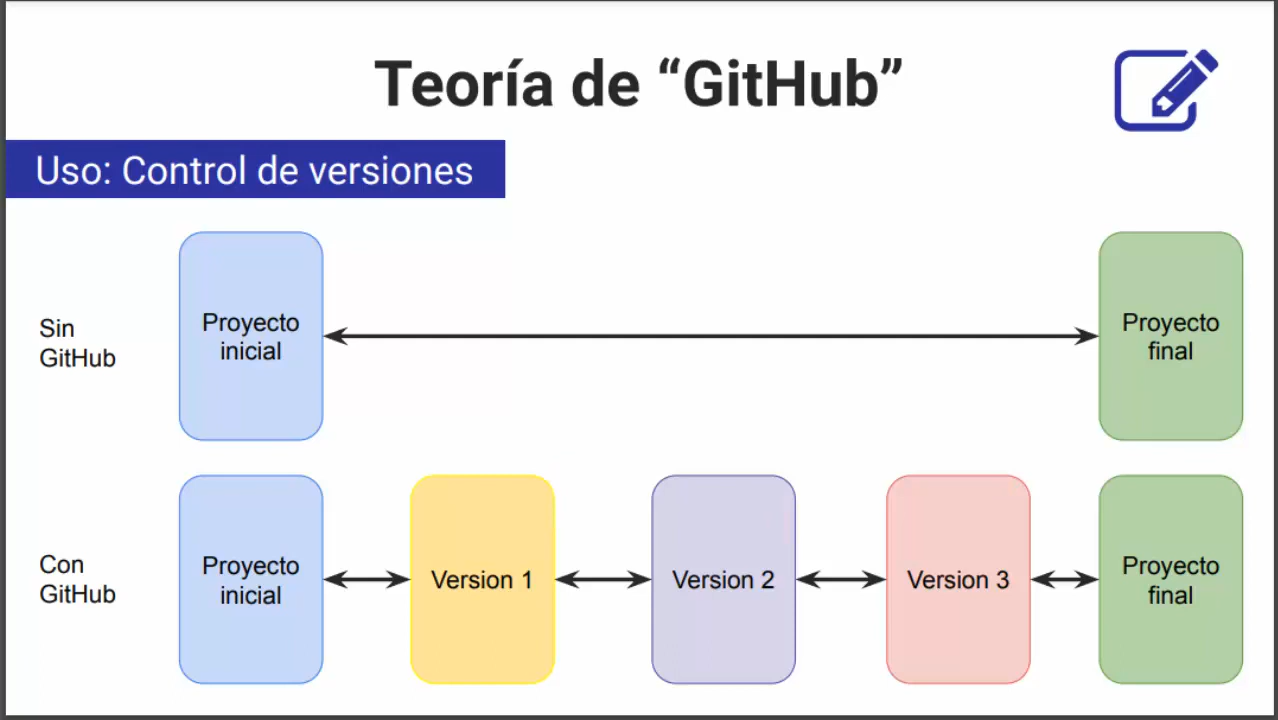 Teoría de “GitHub”
Uso: Control de versiones
Sin
GitHub
Proyecto
inicial
Proyecto
final
Con
GitHub
Proyecto
inicial
Version 1
Version 2
Version 3
Proyecto
final